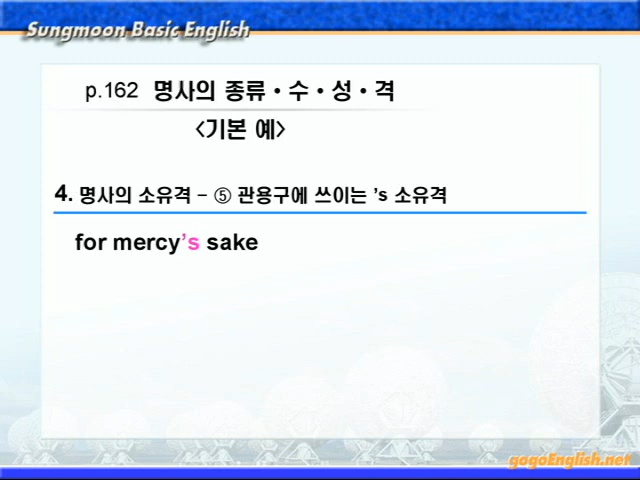 Sungmoon Basic English
p.162 명사의 종류 • 수 • 성 • 격
<기본 예>
4. 명사의 소유격 – ⑤ 관용구에 쓰이는 ’s 소유격
for mercy’s sake
gogoEnglish.net